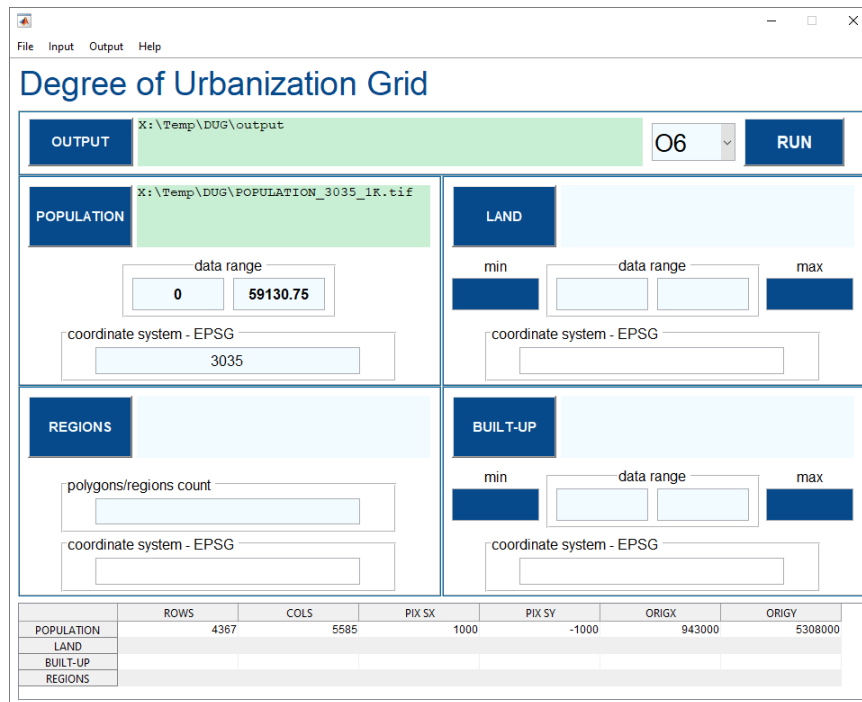 File Input Output Help
Degree of Urbanization Grid
OUTPUT
X:\Temp\DUG\output
O6
RUN
POPULATION
X:\Temp\DUG\POPULATION_3035_1K.tif
data range
0 59130.75
coordinate system - EPSG
3035
LAND
min data range max
coordinate system - EPSG
REGIONS
polygons/regions count
coordinate system - EPSG
BUILT-UP
min data range max
coordinate system - EPSG
ROWS COLS PIX SX PIX SY ORIGX ORIGY
POPULATION 4367 5585 1000 -1000 943000 5308000
LAND
BUILT-UP
REGIONS